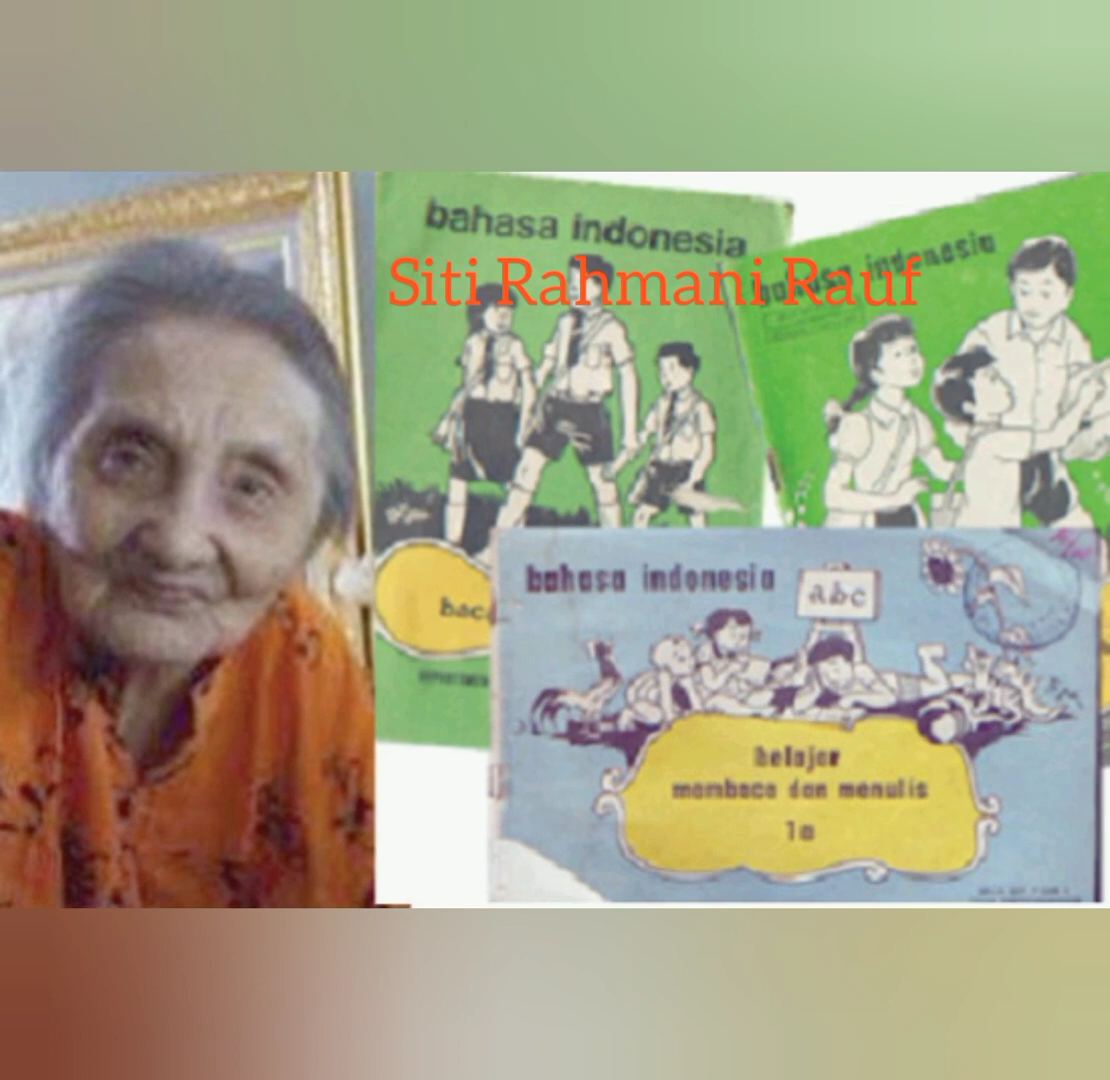 bahasa indonesia
Siti Rahmani Rauf
bahasa indonesia
bahasa indonesia
abc
belajar
membaca dan menulis
1a